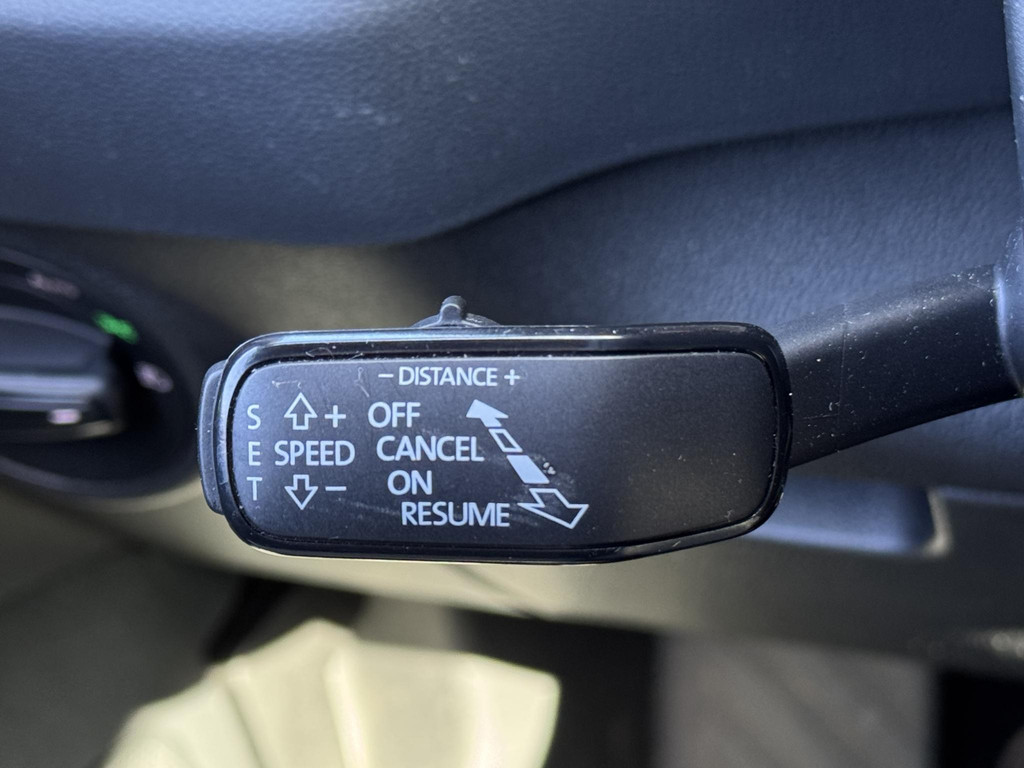 − DISTANCE +
S + OFF
E SPEED CANCEL
T − ON
RESUME